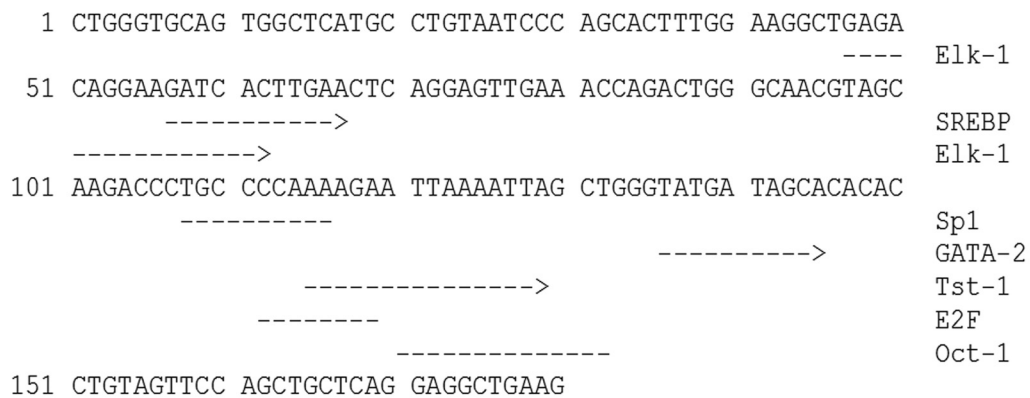 1 CTGGGTGCAG TGGCTCATGC CTGTAATCCC AGCACTTTGG AAGGCTGAGA
---- Elk-1
51 CAGGAAGATC ACTTGAACTC AGGAGTTGAA ACCAGACTGG GCAACGTAGC
-----------> SREBP
------------> Elk-1
101 AAGACCCTGC CCCAAAAGAA TTAAAATTAG CTGGGTATGA TAGCACACAC
---------- Sp1
----------> GATA-2
---------------> Tst-1
-------- E2F
-------------- Oct-1
151 CTGTAGTTCC AGCTGCTCAG GAGGCTGAAG